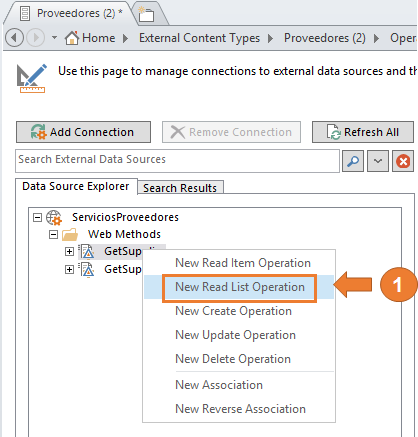 Proveedores (2) *
Home > External Content Types > Proveedores (2) > Oper
Use this page to manage connections to external data sources and th
Add Connection
Remove Connection
Refresh All
Search External Data Sources
Data Source Explorer
Search Results
ServiciosProveedores
Web Methods
GetSuppli
GetSup
New Read Item Operation
New Read List Operation
1
New Create Operation
New Update Operation
New Delete Operation
New Association
New Reverse Association